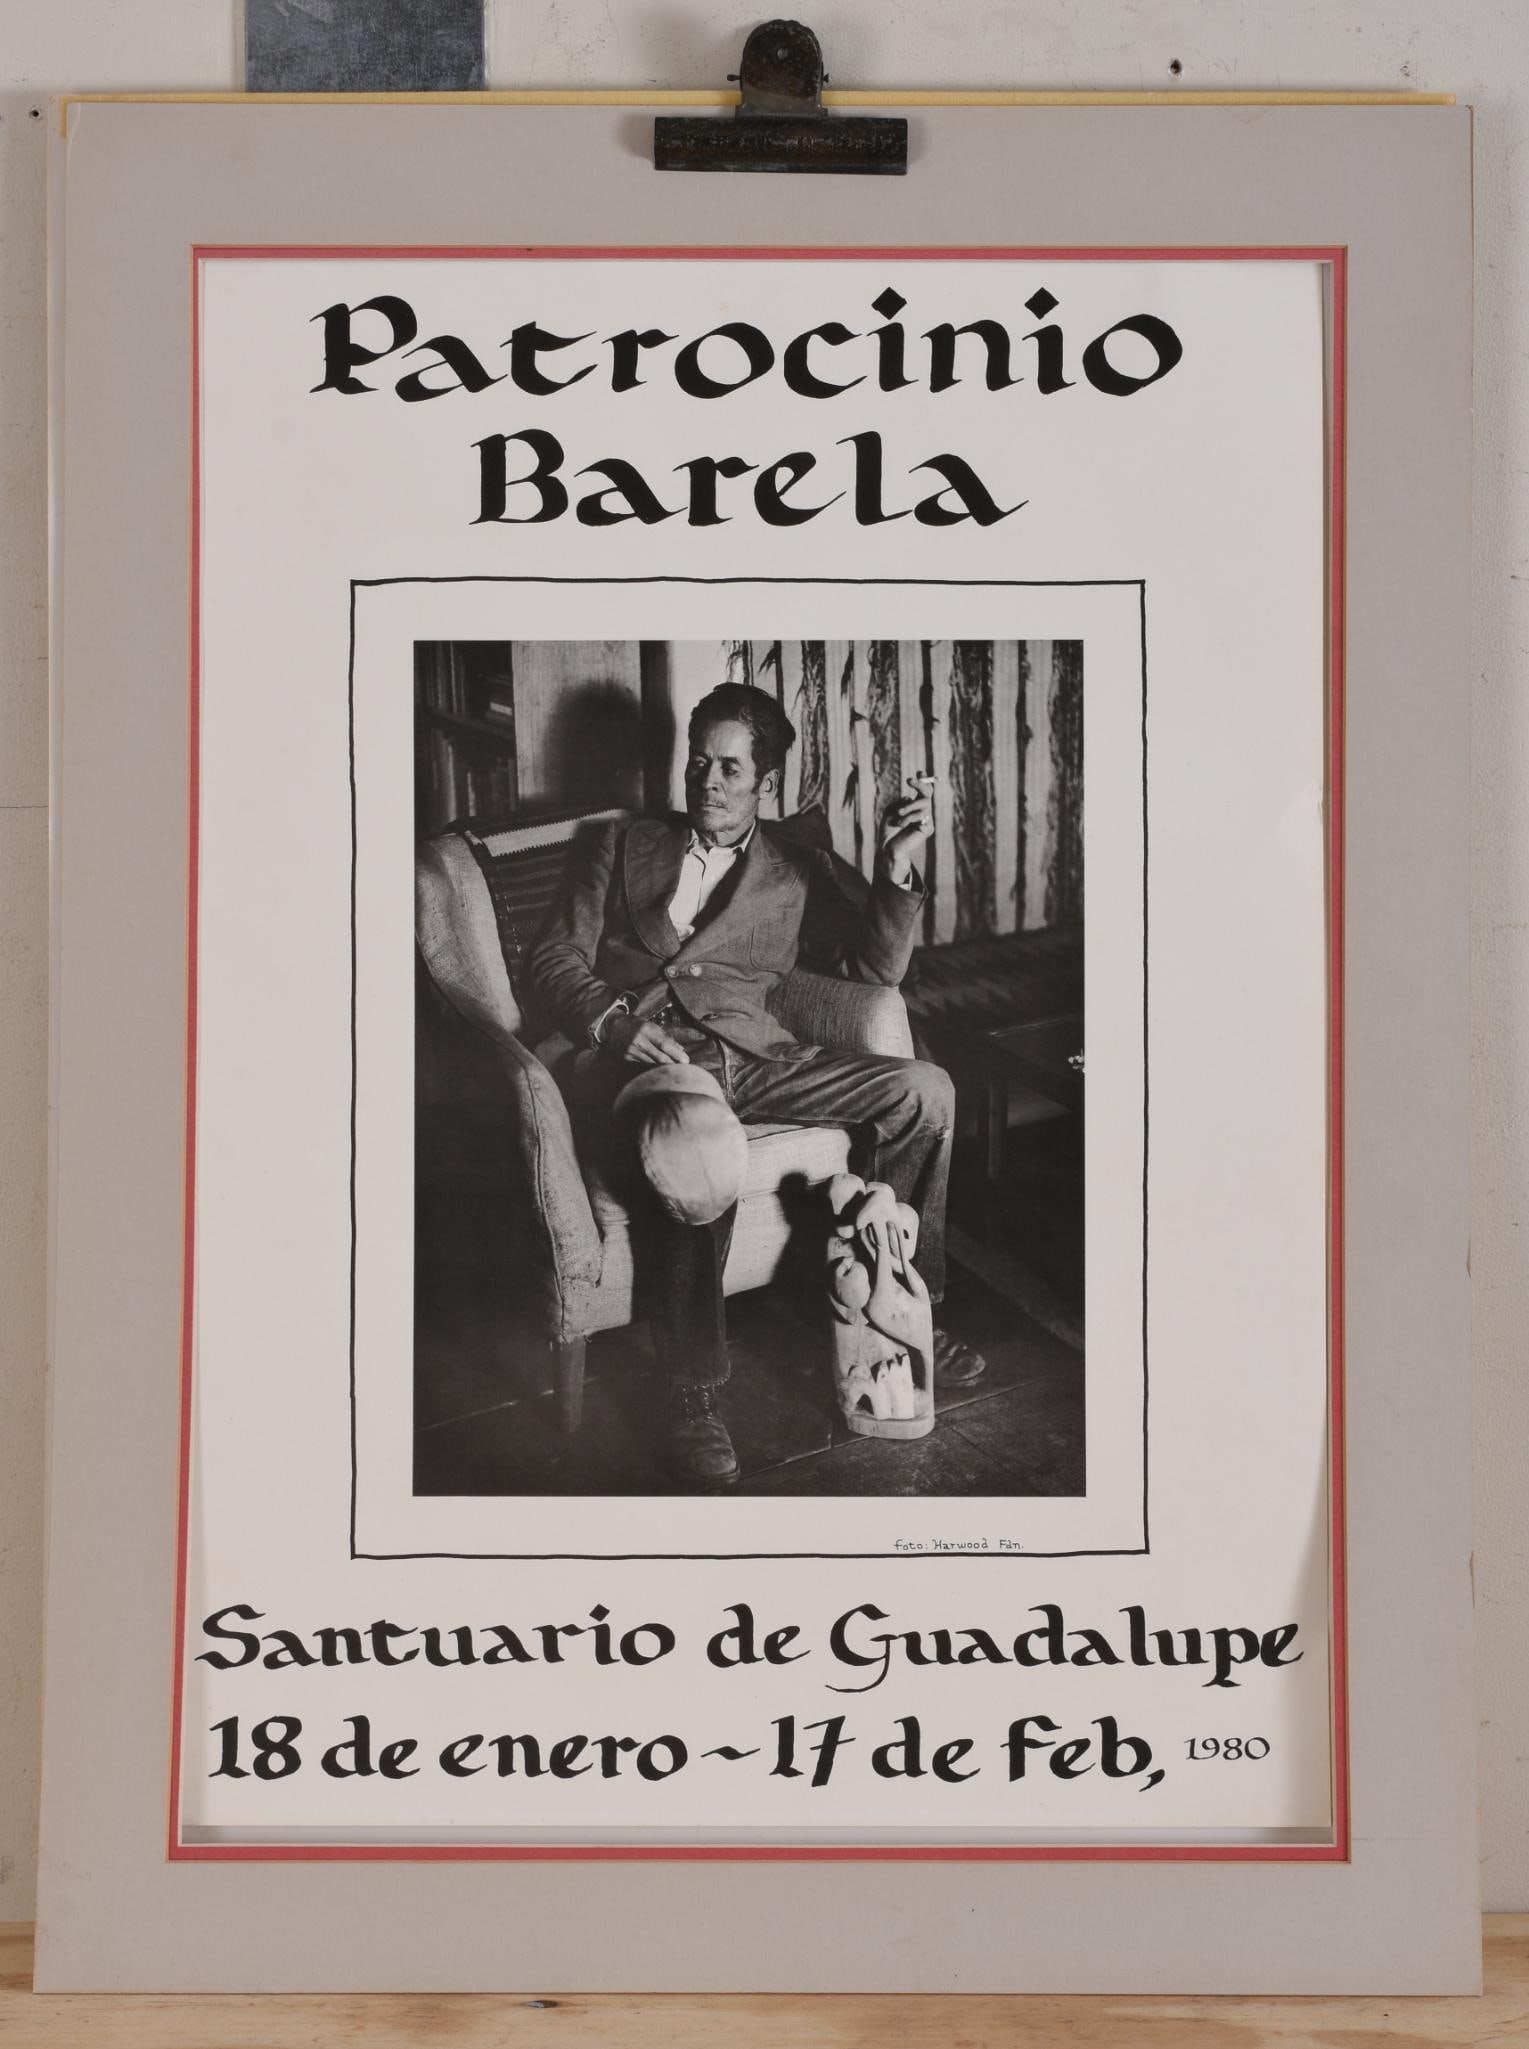 Patrocinio
Barela
foto: Harwood Fdn.
Santuario de Guadalupe
18 de enero ~ 17 de feb, 1980